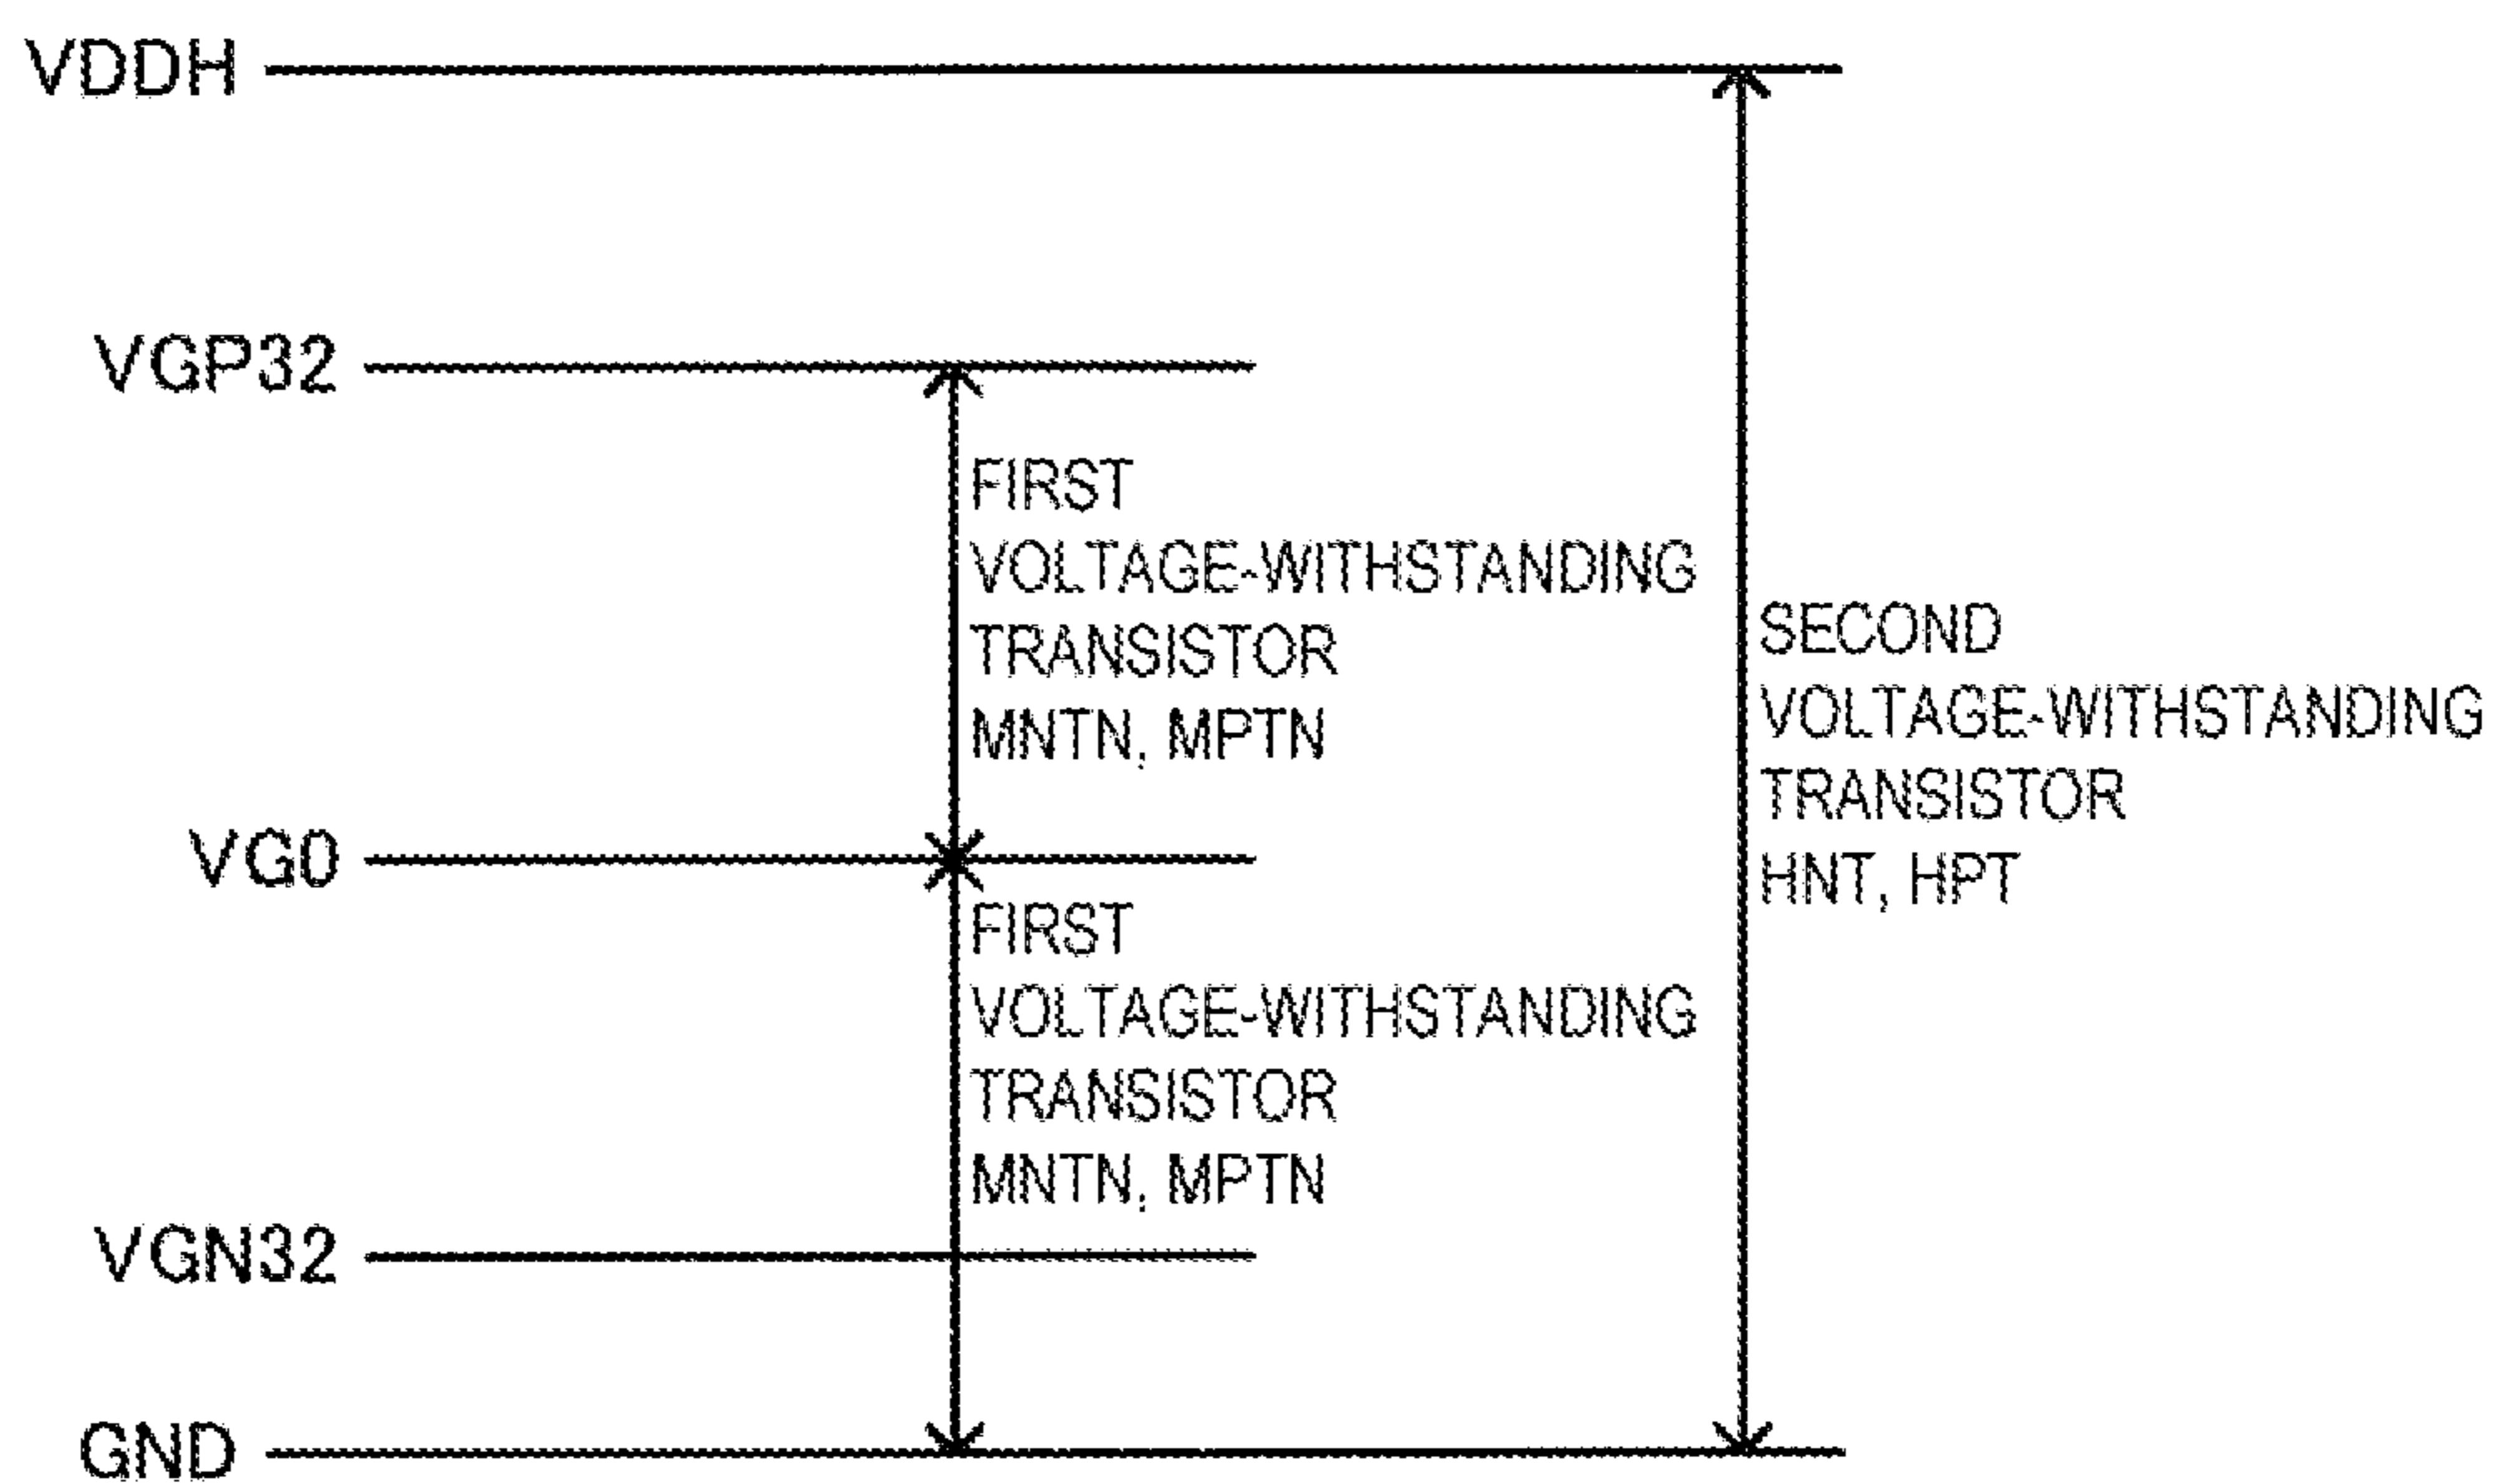 VDDH
VGP32
FIRST
VOLTAGE-WITHSTANDING
TRANSISTOR
MNTN, MPTN
SECOND
VOLTAGE-WITHSTANDING
TRANSISTOR
HNT, HPT
VG0
FIRST
VOLTAGE-WITHSTANDING
TRANSISTOR
MNTN, MPTN
VGN32
GND